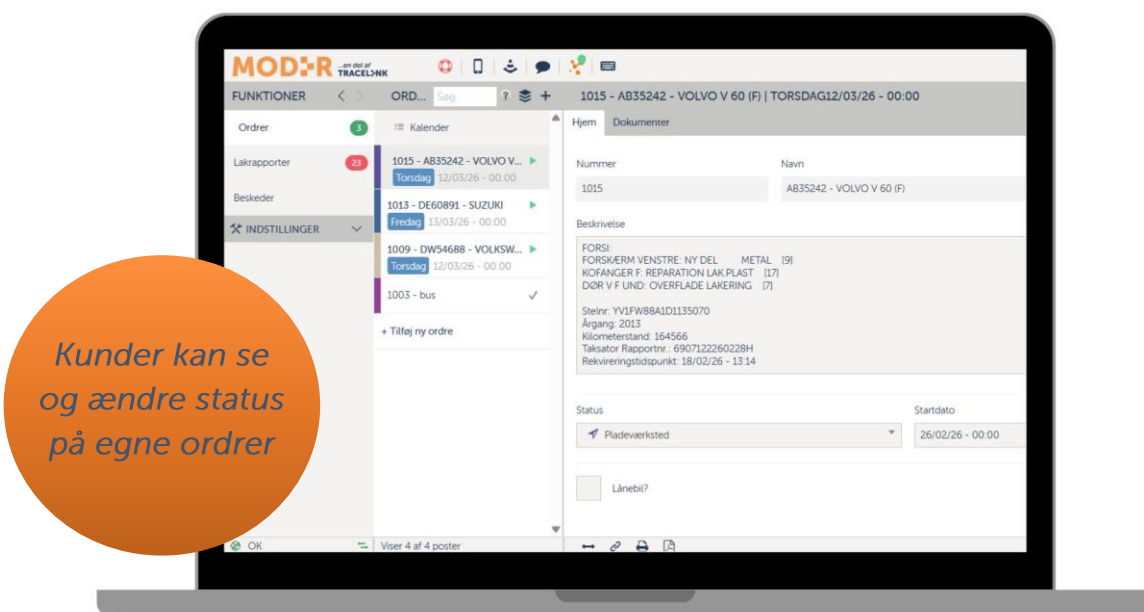 MOD:R ...en del af TRACELINK
FUNKTIONER
Ordrer 3
Lakrapporter 23
Beskeder
INDSTILLINGER
OK
ORD... Søg ? +
Kalender
1015 - AB35242 - VOLVO V...
Torsdag 12/03/26 - 00:00
1013 - DE60891 - SUZUKI
Fredag 13/03/26 - 00:00
1009 - DW54688 - VOLKSW...
Torsdag 12/03/26 - 00:00
1003 - bus
+ Tilføj ny ordre
Viser 4 af 4 poster
1015 - AB35242 - VOLVO V 60 (F) | TORSDAG12/03/26 - 00:00
Hjem Dokumenter
Nummer Navn
1015 AB35242 - VOLVO V 60 (F)
Beskrivelse
FORSI:
FORSKÆRM VENSTRE: NY DEL METAL [9]
KOFANGER F: REPARATION LAK.PLAST [17]
DØR V F UND: OVERFLADE LAKERING [7]
Stelnr: YV1FW88A1D1135070
Årgang: 2013
Kilometerstand: 164566
Taksator Rapportnr.: 6907122260228H
Rekvireringstidspunkt: 18/02/26 - 13:14
Status Startdato
Pladeværksted 26/02/26 - 00:00
Lånebil?
Kunder kan se
og ændre status
på egne ordrer